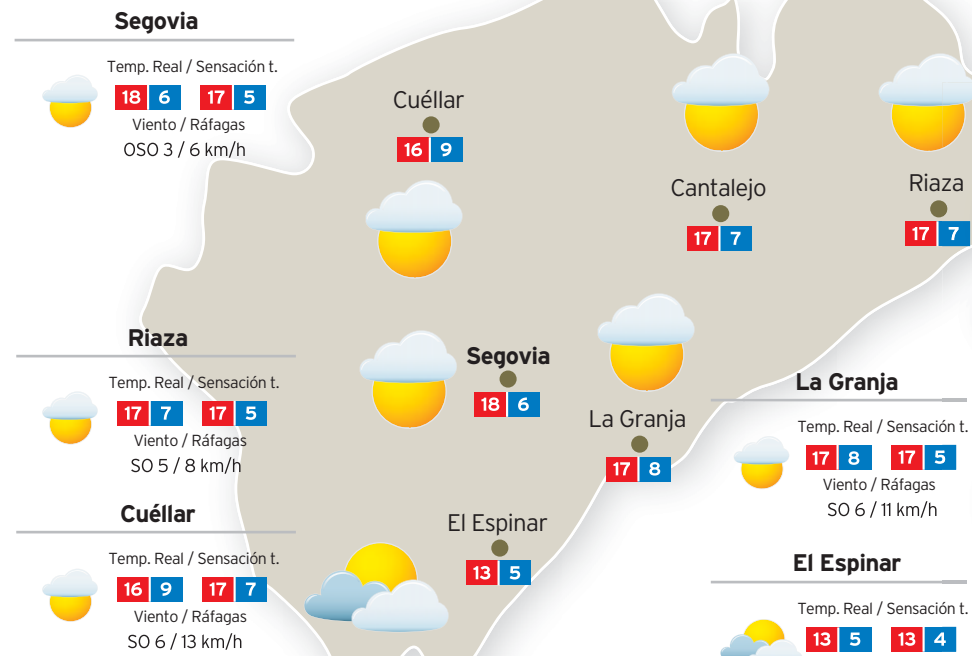 Segovia
Temp. Real / Sensación t.
18 6 17 5
Viento / Ráfagas
OSO 3 / 6 km/h
Cuéllar
16 9
Cantalejo
17 7
Riaza
17 7
Riaza
Temp. Real / Sensación t.
17 7 17 5
Viento / Ráfagas
SO 5 / 8 km/h
Segovia
18 6
La Granja
17 8
La Granja
Temp. Real / Sensación t.
17 8 17 5
Viento / Ráfagas
SO 6 / 11 km/h
Cuéllar
Temp. Real / Sensación t.
16 9 17 7
Viento / Ráfagas
SO 6 / 13 km/h
El Espinar
13 5
El Espinar
Temp. Real / Sensación t.
13 5 13 4